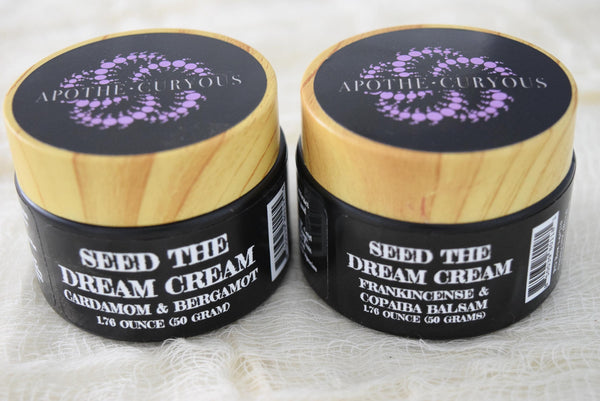 APOTHE·CURYOUS
SEED THE
DREAM CREAM
CARDAMOM & BERGAMOT
1.76 OUNCE (50 GRAM)
APOTHE·CURYOUS
SEED THE
DREAM CREAM
FRANKINCENSE &
COPAIBA BALSAM
1.76 OUNCE (50 GRAMS)